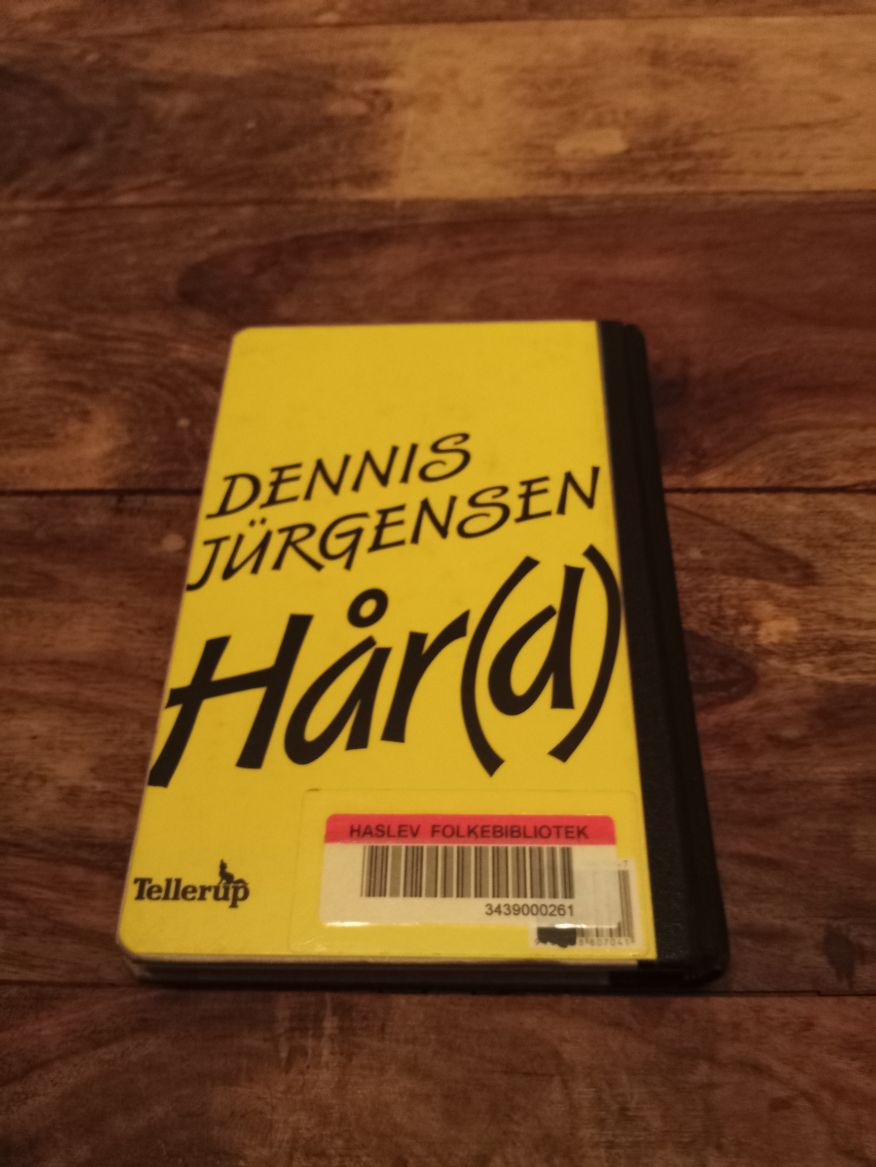 DENNIS
JÜRGENSEN
Hår(d)
HASLEV FOLKEBIBLIOTEK
3439000261
Tellerup